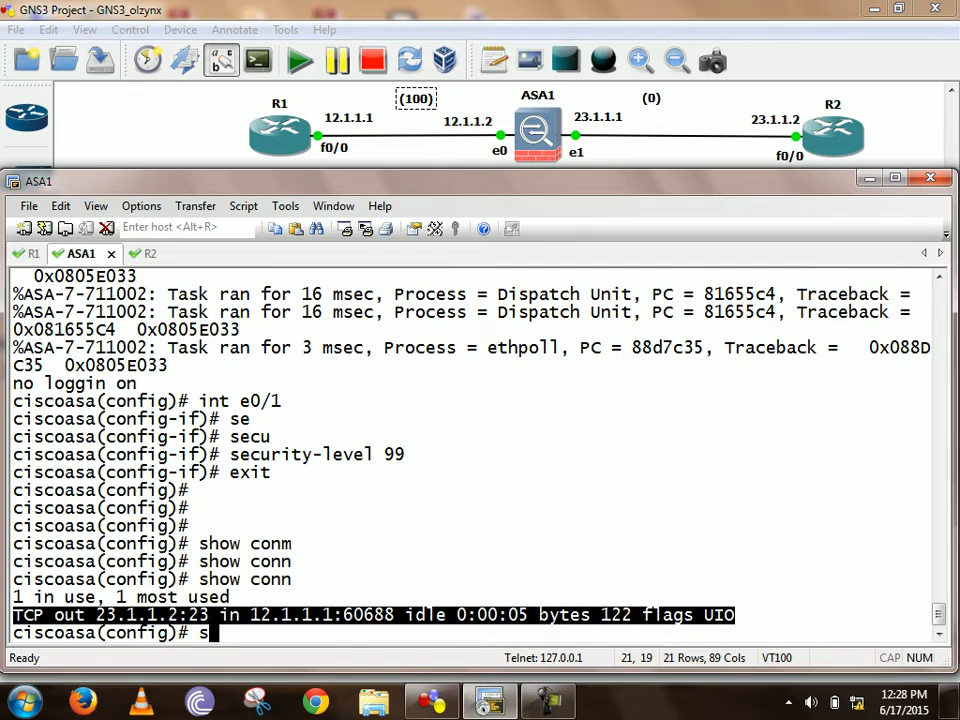 GNS3 Project - GNS3_olzynx
File Edit View Control Device Annotate Tools Help
(100) ASA1 (0)
R1 R2
12.1.1.1 12.1.1.2 23.1.1.1 23.1.1.2
f0/0 e0 e1 f0/0
ASA1
File Edit View Options Transfer Script Tools Window Help
Enter host <Alt+R>
R1 ASA1 R2
0x0805E033
%ASA-7-711002: Task ran for 16 msec, Process = Dispatch Unit, PC = 81655c4, Traceback =
%ASA-7-711002: Task ran for 16 msec, Process = Dispatch Unit, PC = 81655c4, Traceback =
0x081655C4 0x0805E033
%ASA-7-711002: Task ran for 3 msec, Process = ethpoll, PC = 88d7c35, Traceback = 0x088D
C35 0x0805E033
no loggin on
ciscoasa(config)# int e0/1
ciscoasa(config-if)# se
ciscoasa(config-if)# secu
ciscoasa(config-if)# security-level 99
ciscoasa(config-if)# exit
ciscoasa(config)#
ciscoasa(config)#
ciscoasa(config)#
ciscoasa(config)# show conm
ciscoasa(config)# show conn
ciscoasa(config)# show conn
1 in use, 1 most used
TCP out 23.1.1.2:23 in 12.1.1.1:60688 idle 0:00:05 bytes 122 flags UIO
ciscoasa(config)# s
Ready Telnet: 127.0.0.1 21, 19 21 Rows, 89 Cols VT100 CAP NUM
12:28 PM
6/17/2015